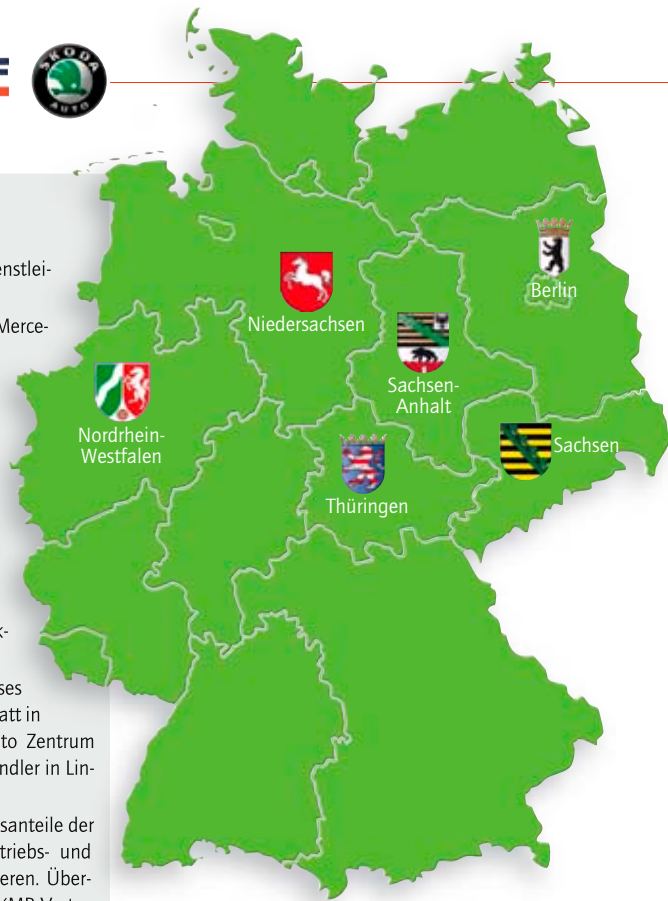 SKODA
AUTO
enstlei-
Merce-
k-
ses
att in
to Zentrum
ndler in Lin-
santeile der
triebs- und
eren. Über-
Niedersachsen
Berlin
Sachsen-
Anhalt
Nordrhein-
Westfalen
Sachsen
Thüringen